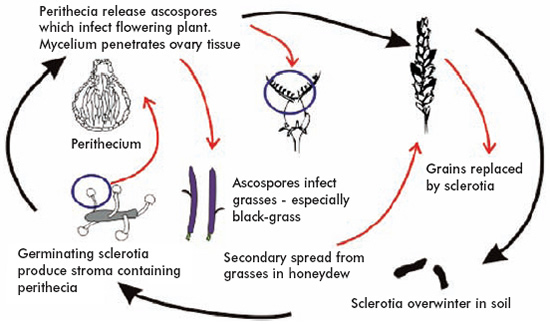 Perithecia release ascospores
which infect flowering plant.
Mycelium penetrates ovary tissue
Perithecium
Grains replaced
by sclerotia
Ascospores infect
grasses - especially
black-grass
Germinating sclerotia
produce stroma containing
perithecia
Secondary spread from
grasses in honeydew
Sclerotia overwinter in soil